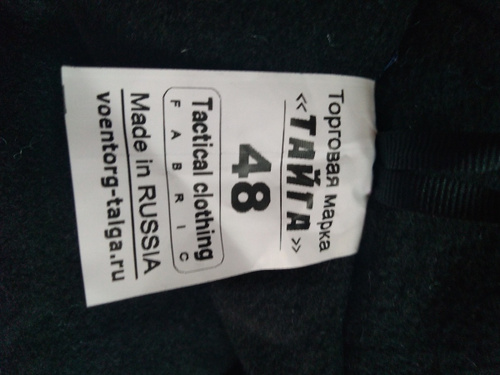 Торговая марка
«ТАЙГА»
48
Tactical clothing
FABRIC
Made in RUSSIA
voentorg-talga.ru